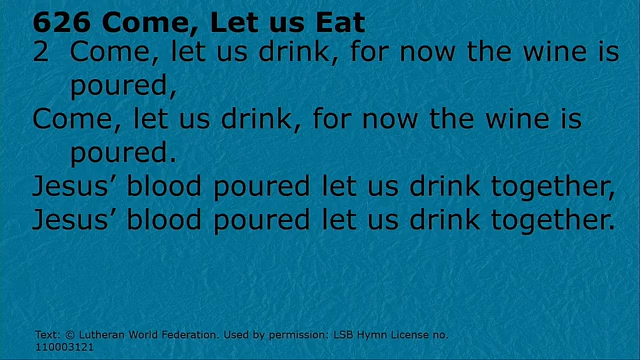 626 Come, Let us Eat
2 Come, let us drink, for now the wine is
poured,
Come, let us drink, for now the wine is
poured.
Jesus’ blood poured let us drink together,
Jesus’ blood poured let us drink together.
Text: © Lutheran World Federation. Used by permission: LSB Hymn License no.
110003121